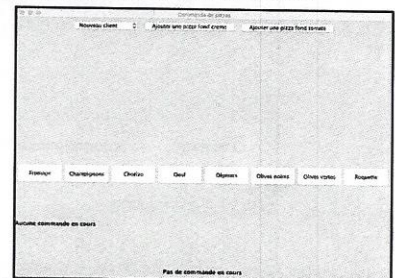 Commande de pizzas
Nouveau client Ajouter une pizza fond creme Ajouter une pizza fond tomate
Fromage Champignons Chorizo Oeuf Oignons Olives noires Olives vertes Roquette
Aucune commande en cours
Pas de commande en cours